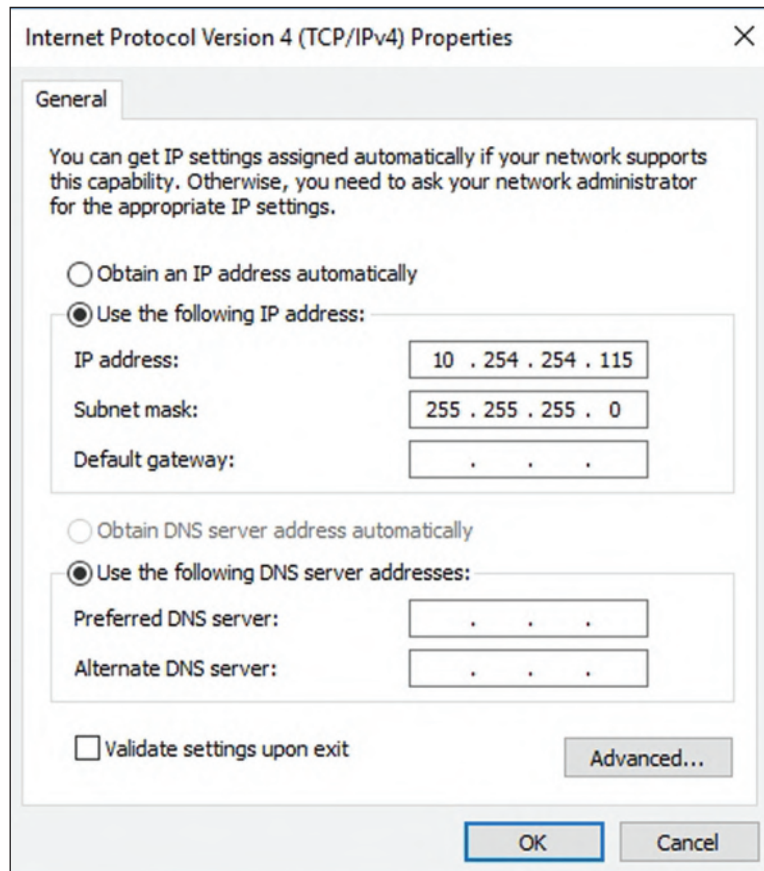 Internet Protocol Version 4 (TCP/IPv4) Properties
General
You can get IP settings assigned automatically if your network supports
this capability. Otherwise, you need to ask your network administrator
for the appropriate IP settings.
Obtain an IP address automatically
Use the following IP address:
IP address: 10 . 254 . 254 . 115
Subnet mask: 255 . 255 . 255 . 0
Default gateway: . . .
Obtain DNS server address automatically
Use the following DNS server addresses:
Preferred DNS server: . . .
Alternate DNS server: . . .
Validate settings upon exit
Advanced...
OK Cancel